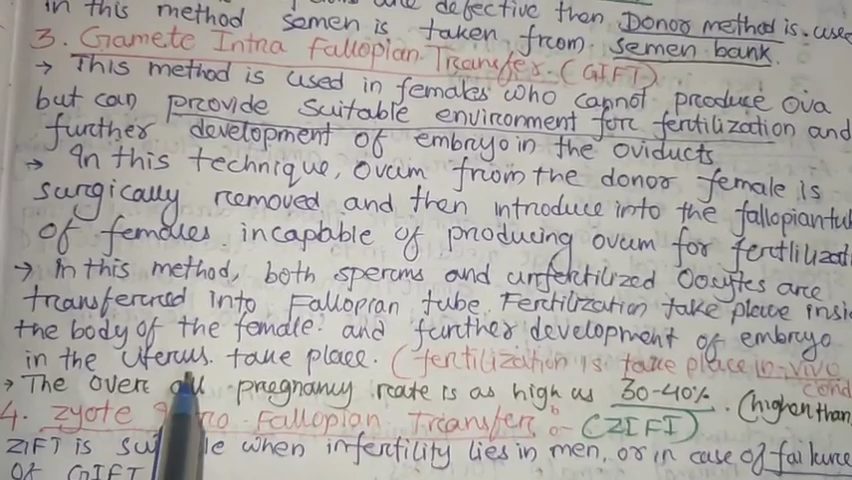 in this method semen is taken from semen bank.
are defective then Donor method is used
3. Gamete Intra Fallopian Transfer - (GIFT)
→ This method is used in females who cannot produce ova
but can provide suitable environment for fertilization and
further development of embryo in the oviducts
→ In this technique, ovum from the donor female is
surgically removed and then introduce into the fallopian tub
of females incapable of producing ovum for
→ In this method, both sperms and unfertilized Oocytes are
transferred into Fallopian tube. Fertilization take place insi
the body of the female. and further development of embryo
in the uterus. take place. (fertilization is take place in-vivo
cond
→ The over all pregnancy rate is as high as 30-40%. (higher than
4. Zyote Fallopian Transfer :- (ZIFT)
ZIFT is when infertility lies in men, or in case of failure
of GIFT